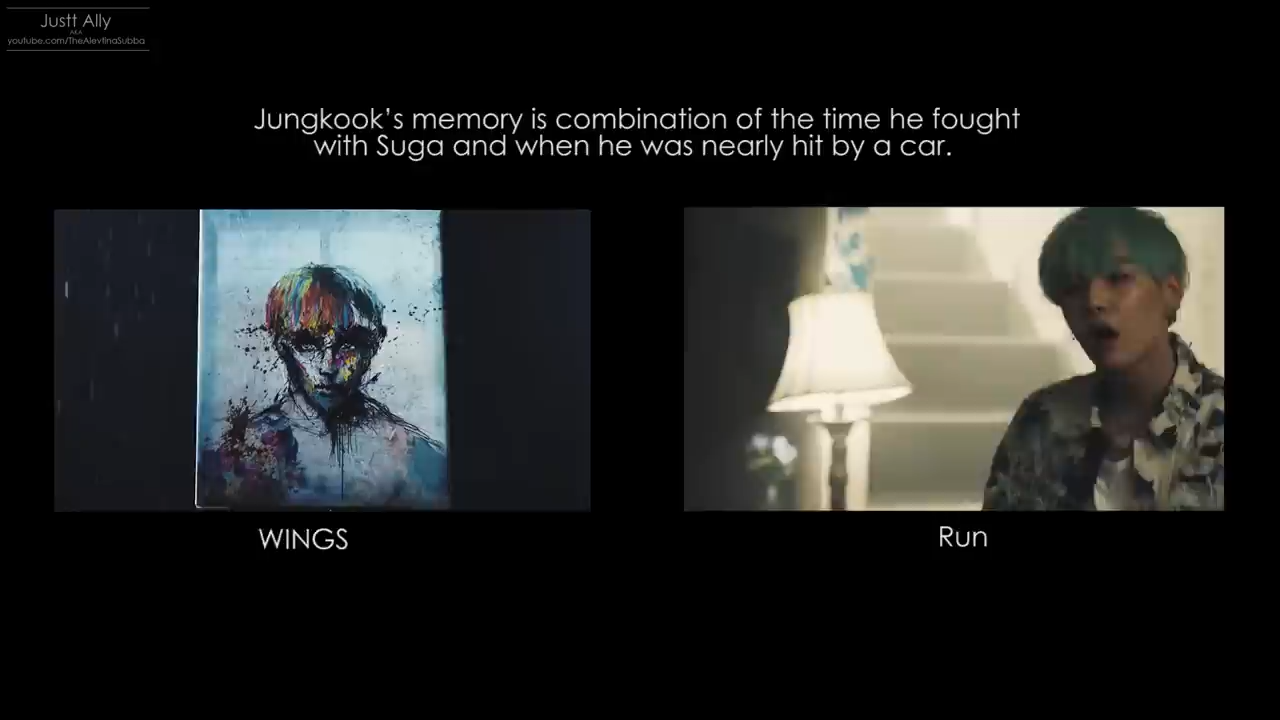 Justt Ally
AKA
youtube.com/TheAlevtinaSubba
Jungkook's memory is combination of the time he fought
with Suga and when he was nearly hit by a car.
WINGS
Run